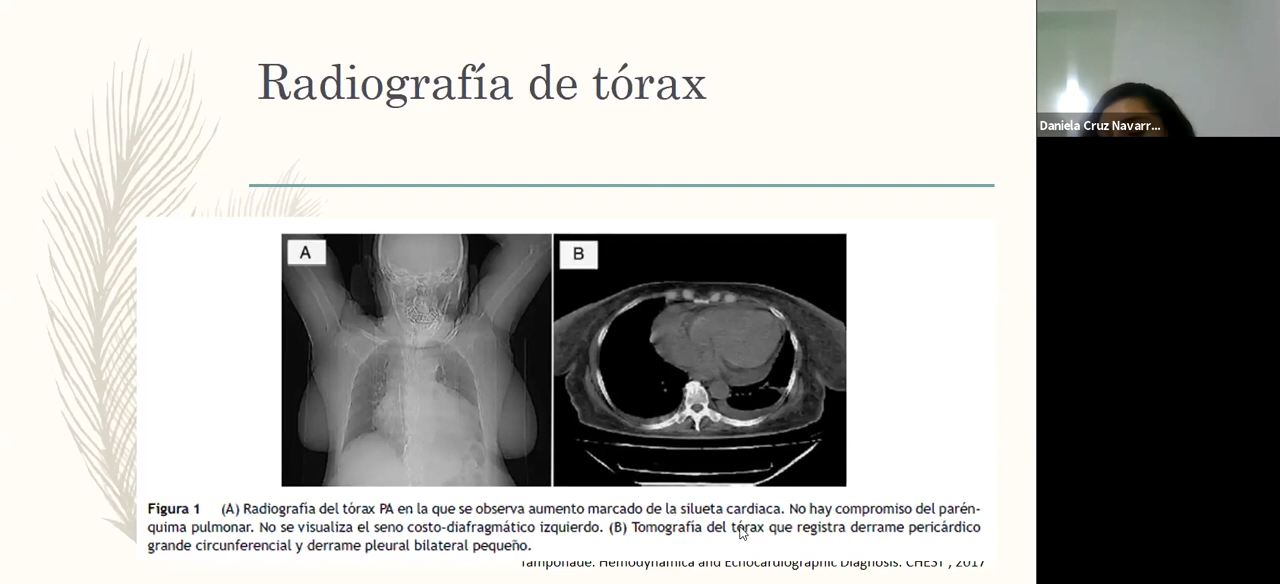 Radiografía de tórax
A
B
Figura 1 (A) Radiografía del tórax PA en la que se observa aumento marcado de la silueta cardiaca. No hay compromiso del parén-
quima pulmonar. No se visualiza el seno costo-diafragmático izquierdo. (B) Tomografía del tórax que registra derrame pericárdico
grande circunferencial y derrame pleural bilateral pequeño.
Tamponade: Hemodynamica and Echocardiographic Diagnosis. CHEST , 2017
Daniela Cruz Navarr...